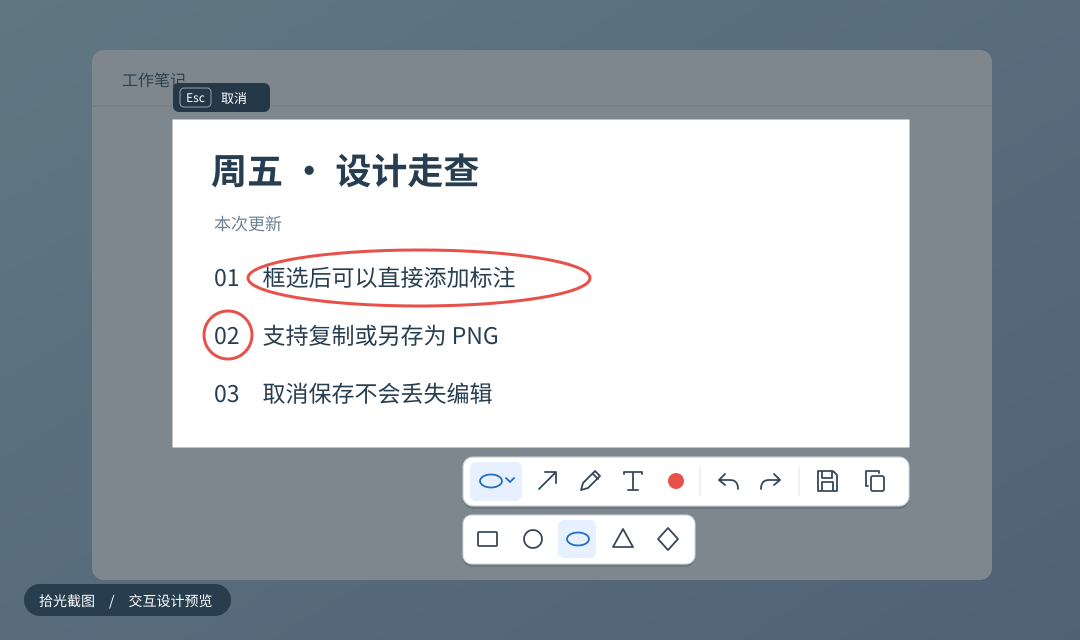 工作笔记
Esc 取消
周五 · 设计走查
本次更新
01 框选后可以直接添加标注
02 支持复制或另存为 PNG
03 取消保存不会丢失编辑
拾光截图 / 交互设计预览